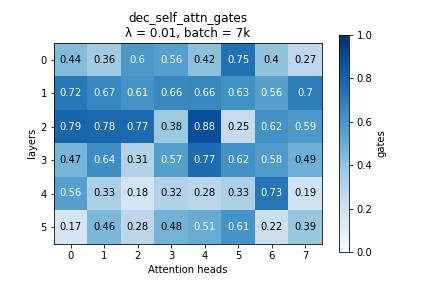 dec_self_attn_gates
λ = 0.01, batch = 7k
0 0.44 0.36 0.6 0.56 0.42 0.75 0.4 0.27
1 0.72 0.67 0.61 0.66 0.66 0.63 0.56 0.7
2 0.79 0.78 0.77 0.38 0.88 0.25 0.62 0.59
3 0.47 0.64 0.31 0.57 0.77 0.62 0.58 0.49
4 0.56 0.33 0.18 0.32 0.28 0.33 0.73 0.19
5 0.17 0.46 0.28 0.48 0.51 0.61 0.22 0.39
0 1 2 3 4 5 6 7
Attention heads
layers
1.0
0.8
0.6
0.4
0.2
0.0
gates